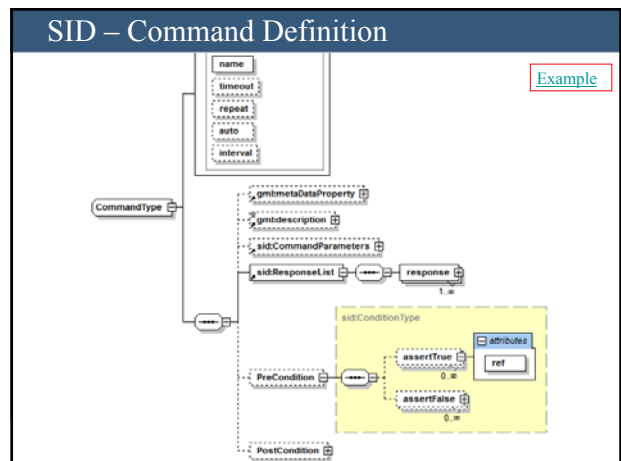 SID – Command Definition
Example
name
timeout
repeat
auto
interval
CommandType
gml:metaDataProperty
gml:description
sid:CommandParameters
sid:ResponseList
response
1..∞
sid:ConditionType
attributes
assertTrue
ref
0..∞
PreCondition
assertFalse
0..∞
PostCondition